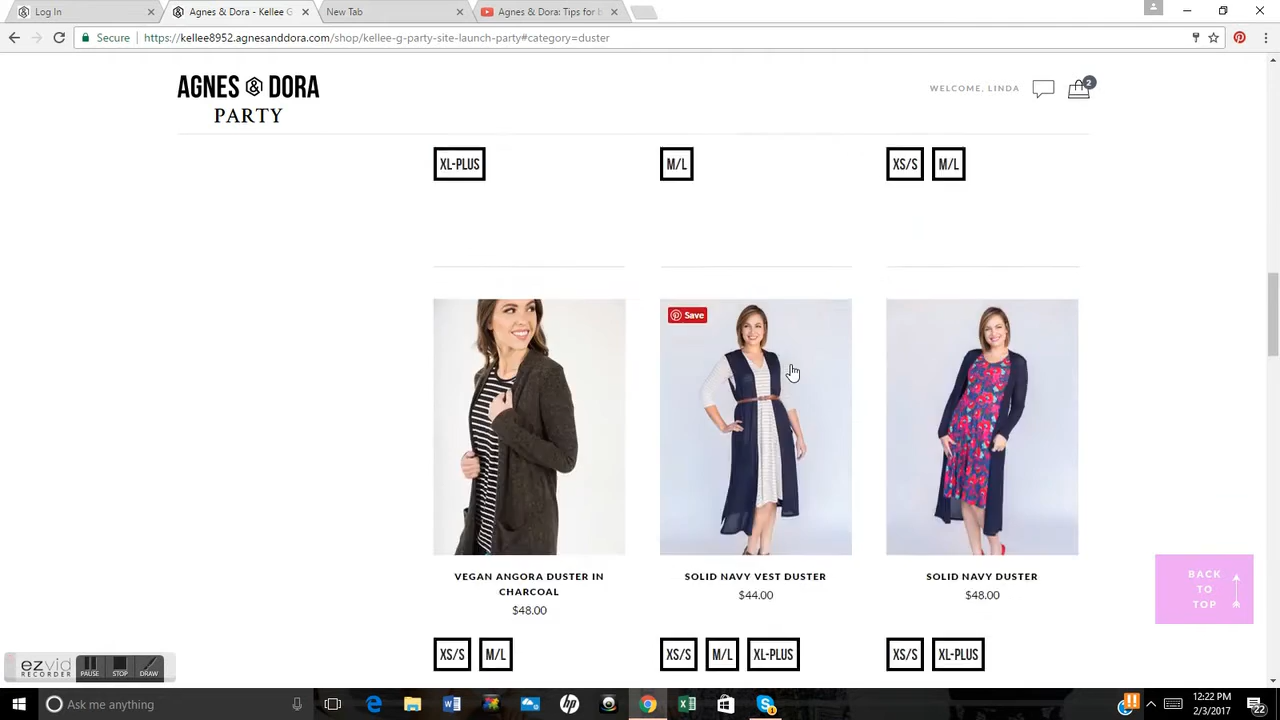 Log In
Agnes & Dora - Kellee G
New Tab
Agnes & Dora: Tips for b
Secure
https://kellee8952.agnesanddora.com/shop/kellee-g-party-site-launch-party#category=duster
AGNES & DORA
PARTY
WELCOME, LINDA
2
XL-PLUS
M/L
XS/S
M/L
Save
VEGAN ANGORA DUSTER IN
CHARCOAL
$48.00
SOLID NAVY VEST DUSTER
$44.00
SOLID NAVY DUSTER
$48.00
BACK
TO
TOP
XS/S
M/L
XS/S
M/L
XL-PLUS
XS/S
XL-PLUS
ezvid
RECORDER
PAUSE
STOP
DRAW
Ask me anything
12:22 PM
2/3/2017